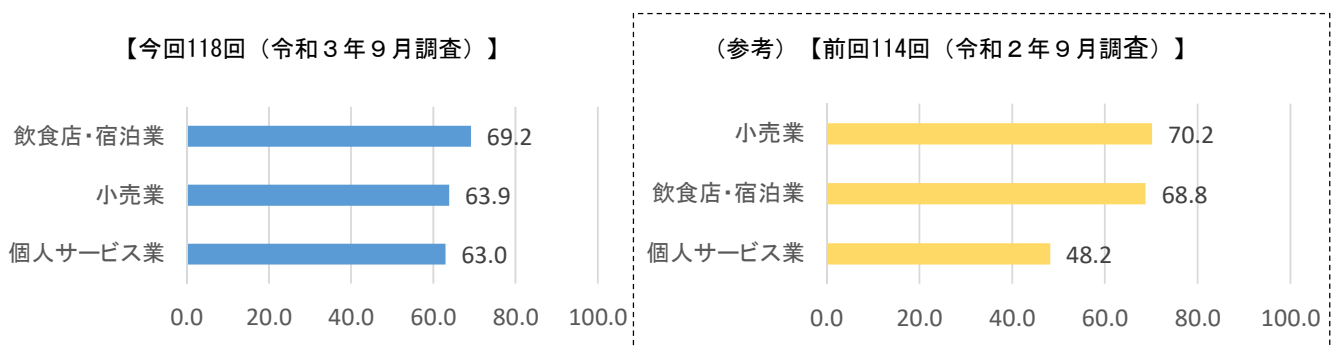 【今回118回（令和３年９月調査）】
飲食店・宿泊業 69.2
小売業 63.9
個人サービス業 63.0
0.0 20.0 40.0 60.0 80.0 100.0
（参考）【前回114回（令和２年９月調査）】
小売業 70.2
飲食店・宿泊業 68.8
個人サービス業 48.2
0.0 20.0 40.0 60.0 80.0 100.0